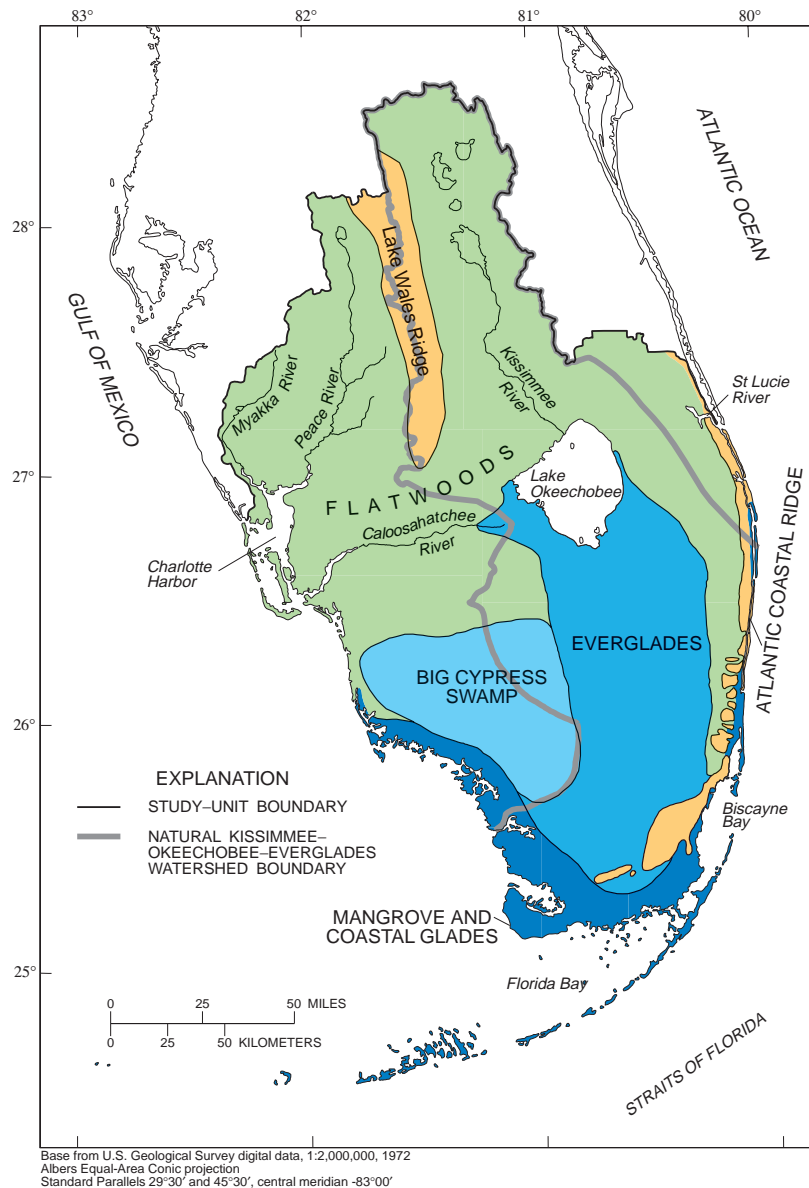 83°
82°
81°
80°
28°
27°
26°
25°
ATLANTIC OCEAN
GULF OF MEXICO
Lake Wales Ridge
Kissimmee
River
Myakka River
Peace River
St Lucie
River
FLATWOODS
Lake
Okeechobee
Caloosahatchee
River
Charlotte
Harbor
ATLANTIC COASTAL RIDGE
EVERGLADES
BIG CYPRESS
SWAMP
EXPLANATION
STUDY–UNIT BOUNDARY
NATURAL KISSIMMEE–
OKEECHOBEE–EVERGLADES
WATERSHED BOUNDARY
Biscayne
Bay
MANGROVE AND
COASTAL GLADES
Florida Bay
0 25 50 MILES
0 25 50 KILOMETERS
STRAITS OF FLORIDA
Base from U.S. Geological Survey digital data, 1:2,000,000, 1972
Albers Equal-Area Conic projection
Standard Parallels 29°30′ and 45°30′, central meridian -83°00′